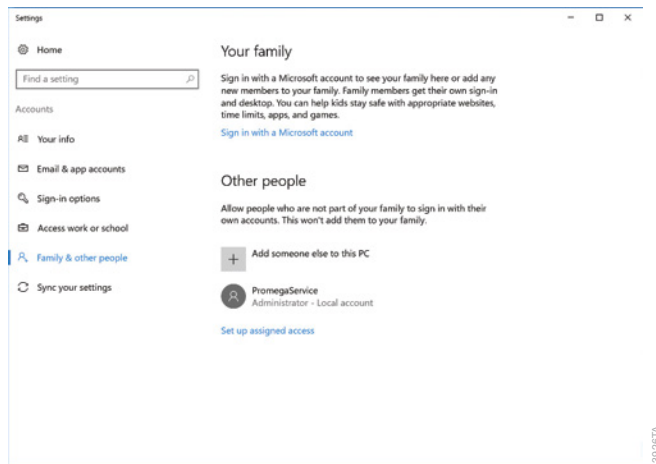 Settings
Home
Find a setting
Accounts
Your info
Email & app accounts
Sign-in options
Access work or school
Family & other people
Sync your settings
Your family
Sign in with a Microsoft account to see your family here or add any
new members to your family. Family members get their own sign-in
and desktop. You can help kids stay safe with appropriate websites,
time limits, apps, and games.
Sign in with a Microsoft account
Other people
Allow people who are not part of your family to sign in with their
own accounts. This won't add them to your family.
Add someone else to this PC
PromegaService
Administrator - Local account
Set up assigned access